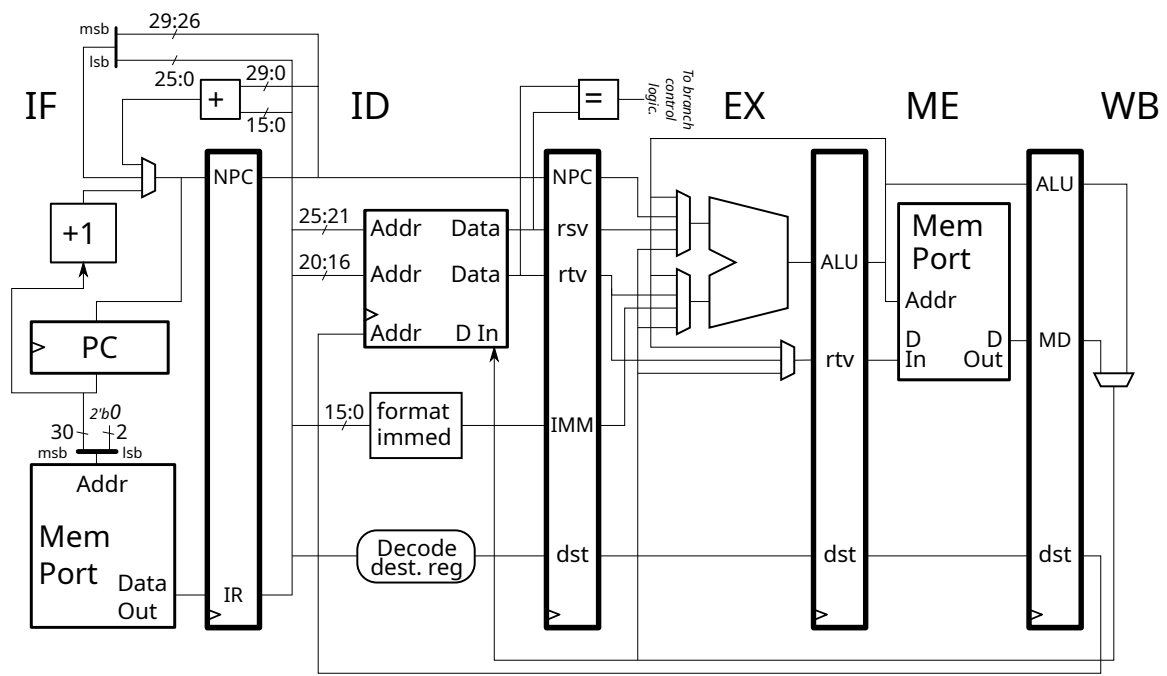 29:26
msb
lsb
25:0
29:0
+
15:0
=
To branch
control
logic.
IF
ID
EX
ME
WB
NPC
NPC
ALU
+1
25:21
Addr
Data
rsv
Mem
Port
20:16
Addr
Data
rtv
ALU
Addr
PC
Addr
D In
D
In
D
Out
MD
rtv
2'b0
30
2
msb
lsb
15:0
format
immed
IMM
Addr
Mem
Port
Data
Out
IR
Decode
dest. reg
dst
dst
dst